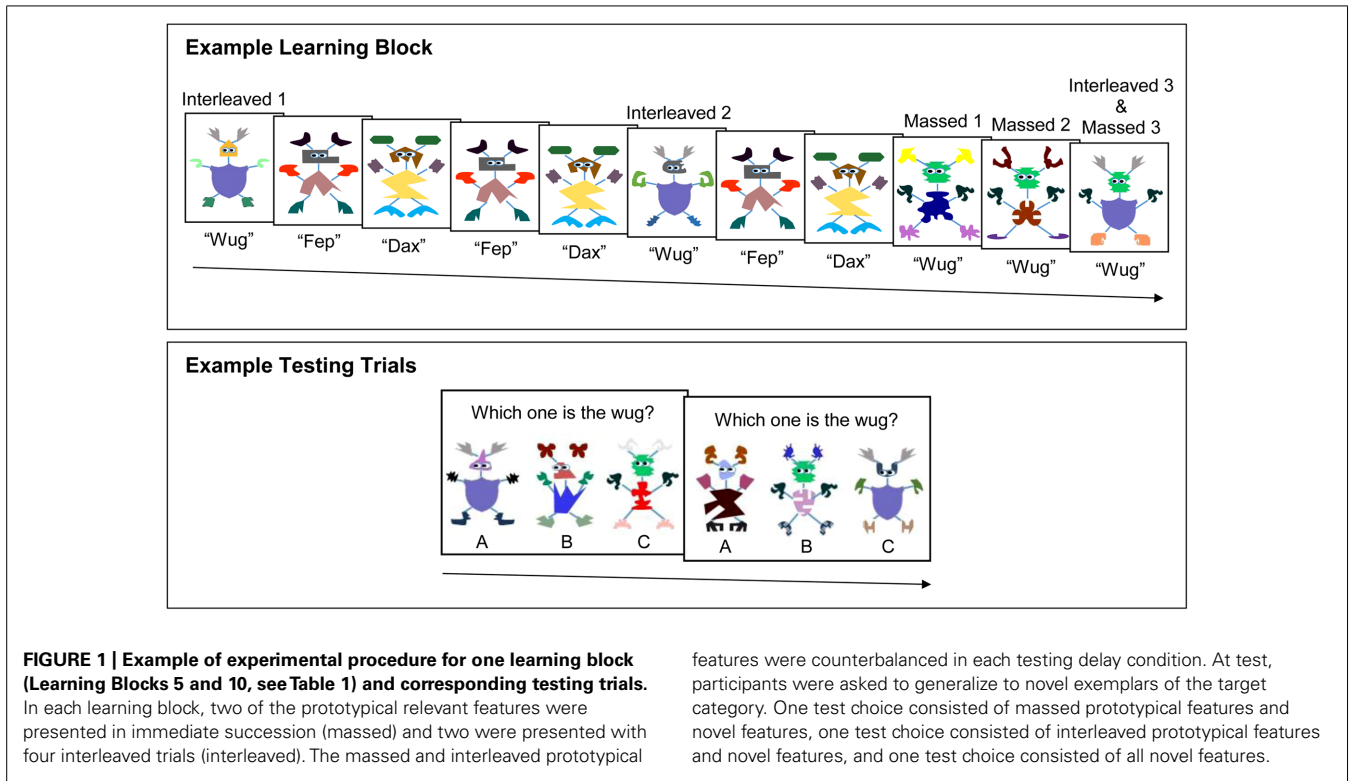 Example Learning Block
Interleaved 1
Interleaved 2
Massed 1
Massed 2
Interleaved 3
&
Massed 3
“Wug”
“Fep”
“Dax”
“Fep”
“Dax”
“Wug”
“Fep”
“Dax”
“Wug”
“Wug”
“Wug”
Example Testing Trials
Which one is the wug?
A B C
Which one is the wug?
A B C
FIGURE 1 | Example of experimental procedure for one learning block
(Learning Blocks 5 and 10, see Table 1) and corresponding testing trials.
In each learning block, two of the prototypical relevant features were
presented in immediate succession (massed) and two were presented with
four interleaved trials (interleaved). The massed and interleaved prototypical
features were counterbalanced in each testing delay condition. At test,
participants were asked to generalize to novel exemplars of the target
category. One test choice consisted of massed prototypical features and
novel features, one test choice consisted of interleaved prototypical features
and novel features, and one test choice consisted of all novel features.